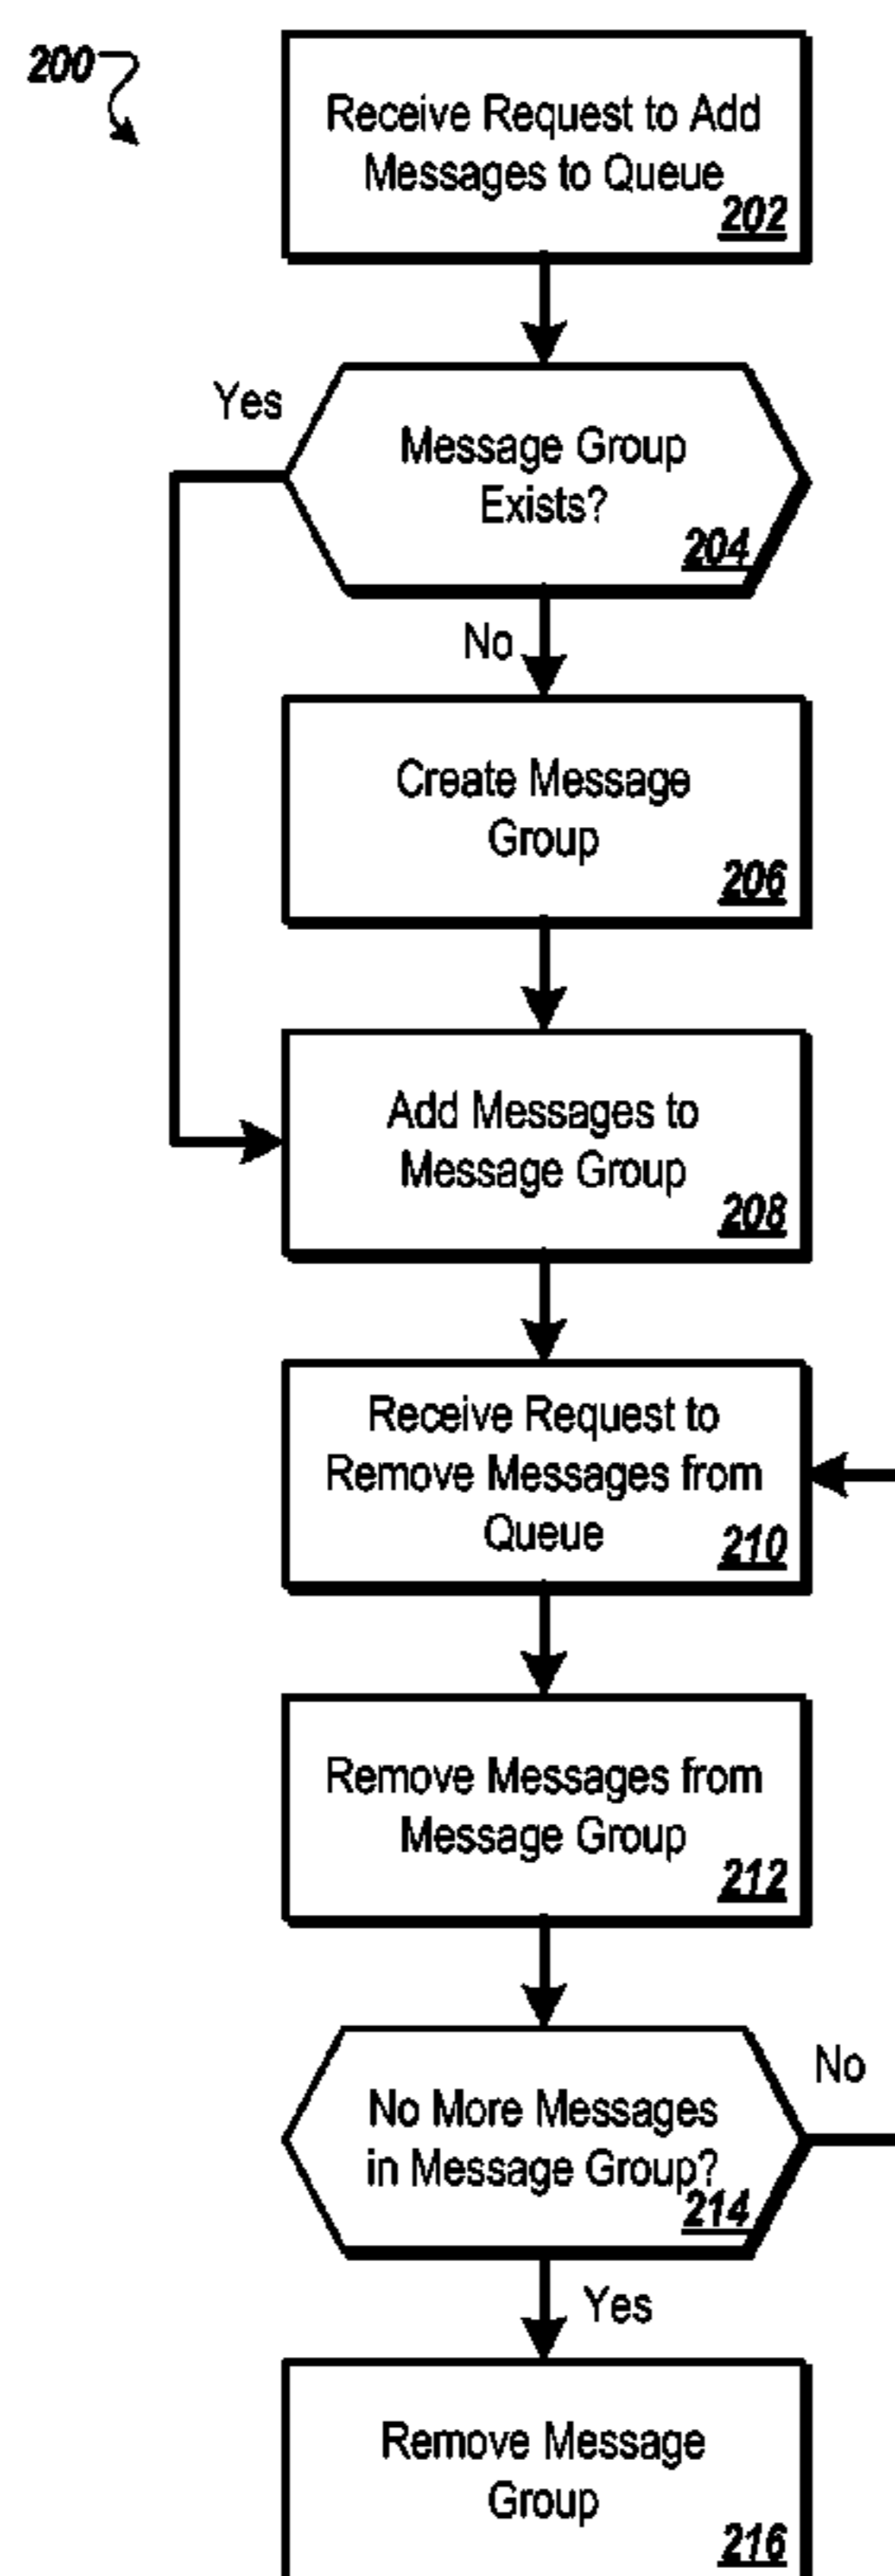 200
Receive Request to Add
Messages to Queue
202
Yes
Message Group
Exists?
204
No
Create Message
Group
206
Add Messages to
Message Group
208
Receive Request to
Remove Messages from
Queue
210
Remove Messages from
Message Group
212
No
No More Messages
in Message Group?
214
Yes
Remove Message
Group
216